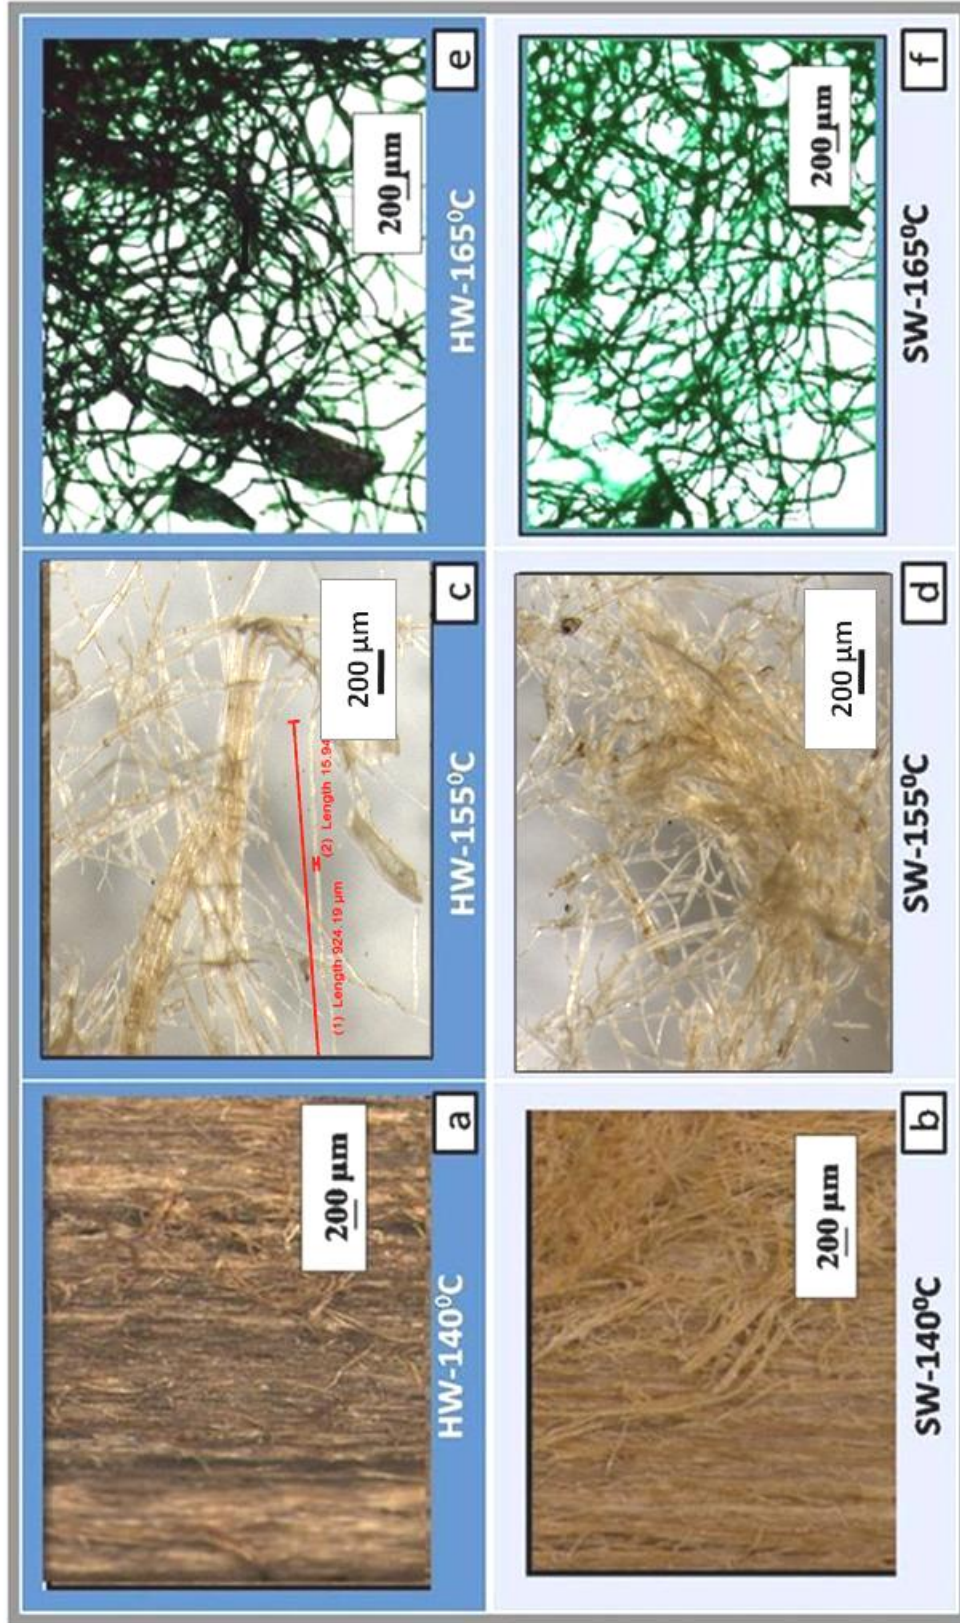 a
200 µm
HW-140⁰C
c
(1) Length 924.19 µm
(2) Length 15.94
200 µm
HW-155⁰C
e
200 µm
HW-165⁰C
b
200 µm
SW-140⁰C
d
200 µm
SW-155⁰C
f
200 µm
SW-165⁰C